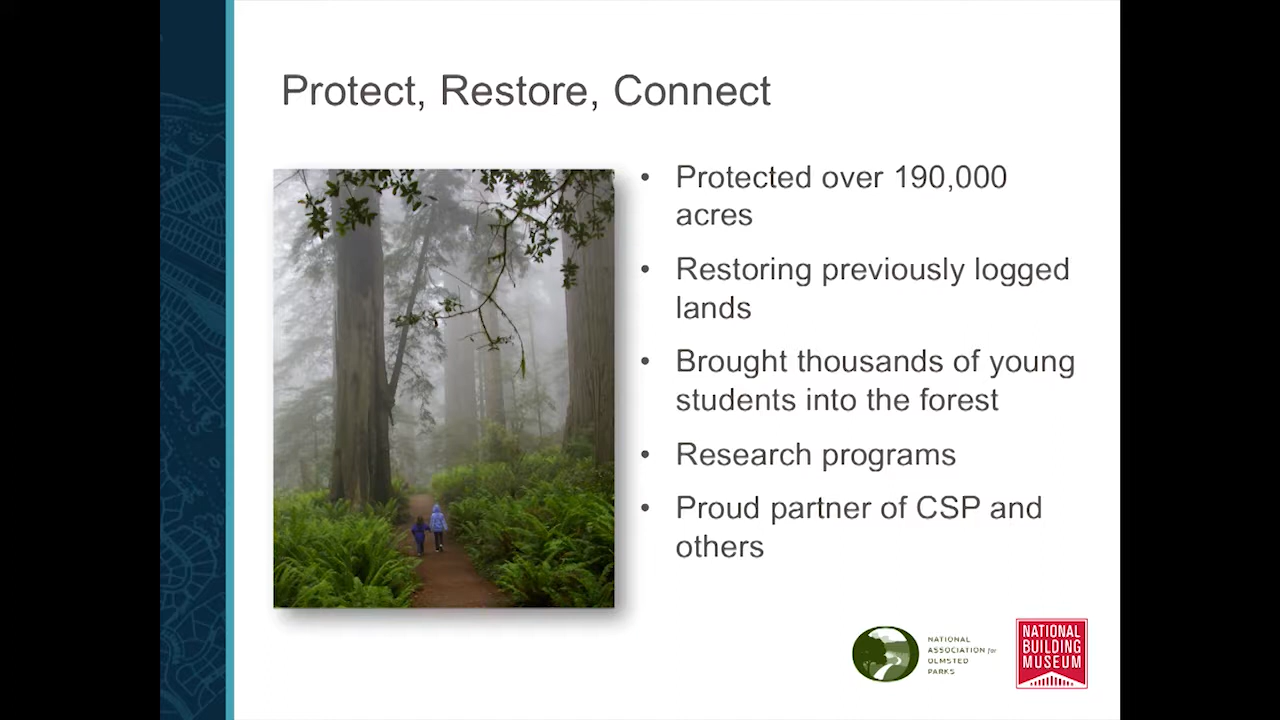 Protect, Restore, Connect
• Protected over 190,000
acres
• Restoring previously logged
lands
• Brought thousands of young
students into the forest
• Research programs
• Proud partner of CSP and
others
NATIONAL
ASSOCIATION for
OLMSTED
PARKS
NATIONAL
BUILDING
MUSEUM